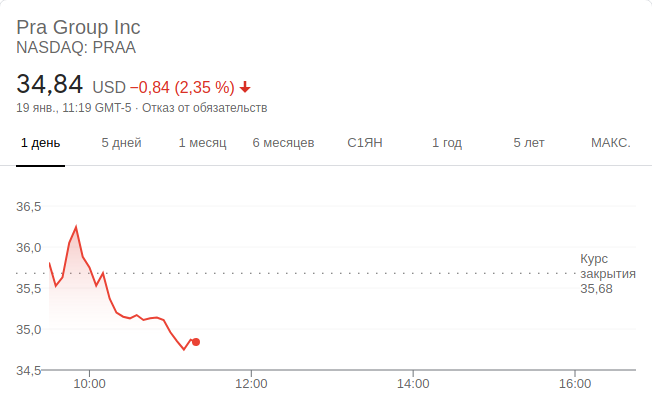 Pra Group Inc
NASDAQ: PRAA
34,84 USD −0,84 (2,35 %)
19 янв., 11:19 GMT-5 · Отказ от обязательств
1 день 5 дней 1 месяц 6 месяцев С1ЯН 1 год 5 лет МАКС.
36,5
36,0
Курс
закрытия
35,68
35,5
35,0
34,5
10:00 12:00 14:00 16:00